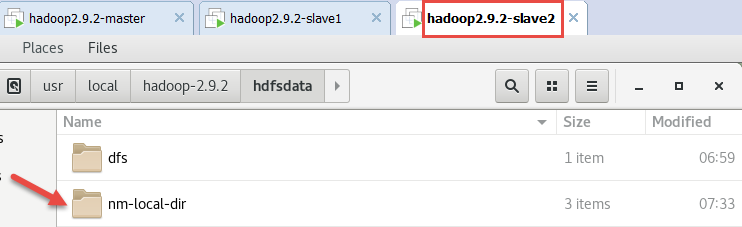 hadoop2.9.2-master hadoop2.9.2-slave1 hadoop2.9.2-slave2
Places Files
usr local hadoop-2.9.2 hdfsdata
Name Size Modified
dfs 1 item 06:59
nm-local-dir 3 items 07:33